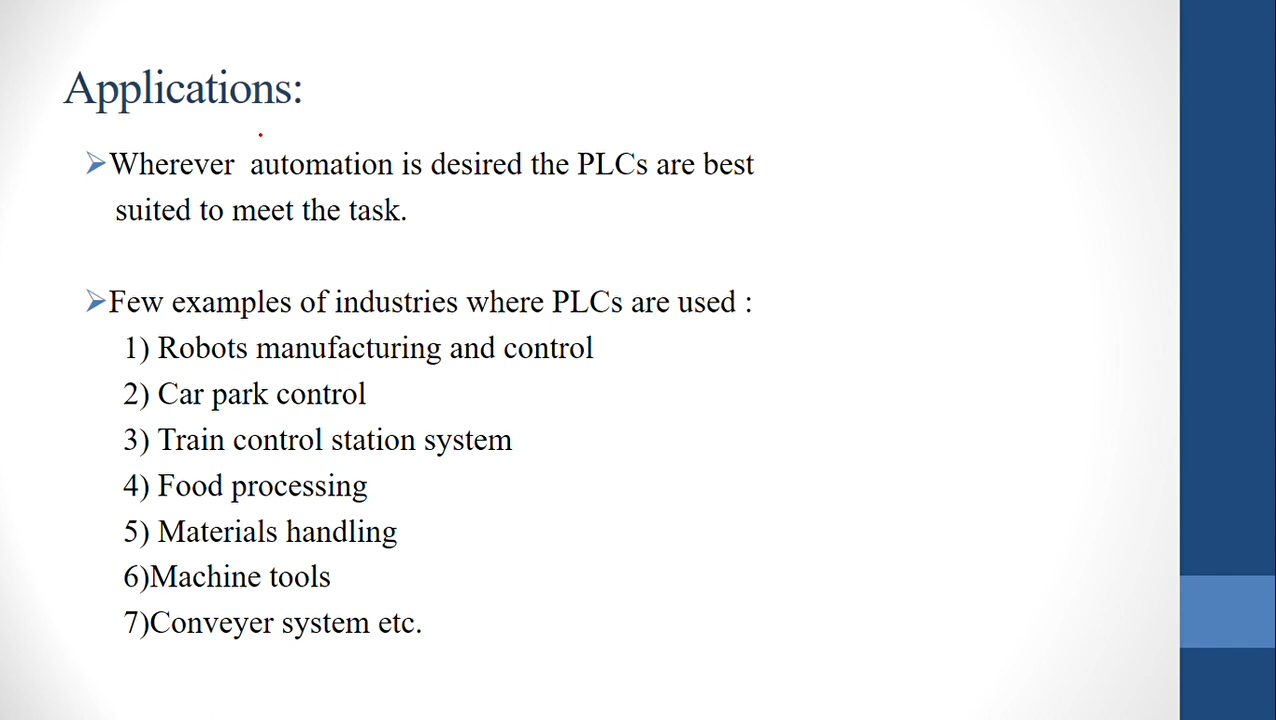 Applications:
Wherever  automation is desired the PLCs are best
suited to meet the task.
Few examples of industries where PLCs are used :
1) Robots manufacturing and control
2) Car park control
3) Train control station system
4) Food processing
5) Materials handling
6)Machine tools
7)Conveyer system etc.